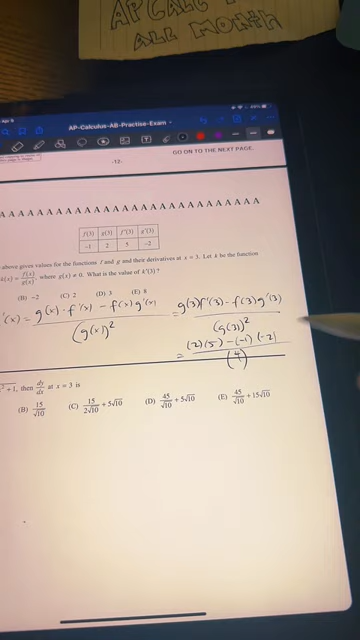 AP CALC
ALL MONTH
AP-Calculus-AB-Practise-Exam
-12-
GO ON TO THE NEXT PAGE.
A A A A A A A A A A A A A A A A A A A A A A A A A A A A
f(3) g(3) f'(3) g'(3)
-1 2 5 -2
above gives values for the functions f and g and their derivatives at x = 3. Let k be the function
k(x) = f(x)/g(x), where g(x) ≠ 0. What is the value of k'(3)?
(B) -2 (C) 2 (D) 3 (E) 8
'(x) = g(x) · f'(x) - f(x)g'(x) / (g(x))² = g(3)f'(3) - f(3)g'(3) / (g(3))²
= (2)(5) - (-1)(-2) / (4)
+ 1, then dy/dx at x = 3 is
(B) 15/√10 (C) 15/2√10 + 5√10 (D) 45/√10 + 5√10 (E) 45/√10 + 15√10